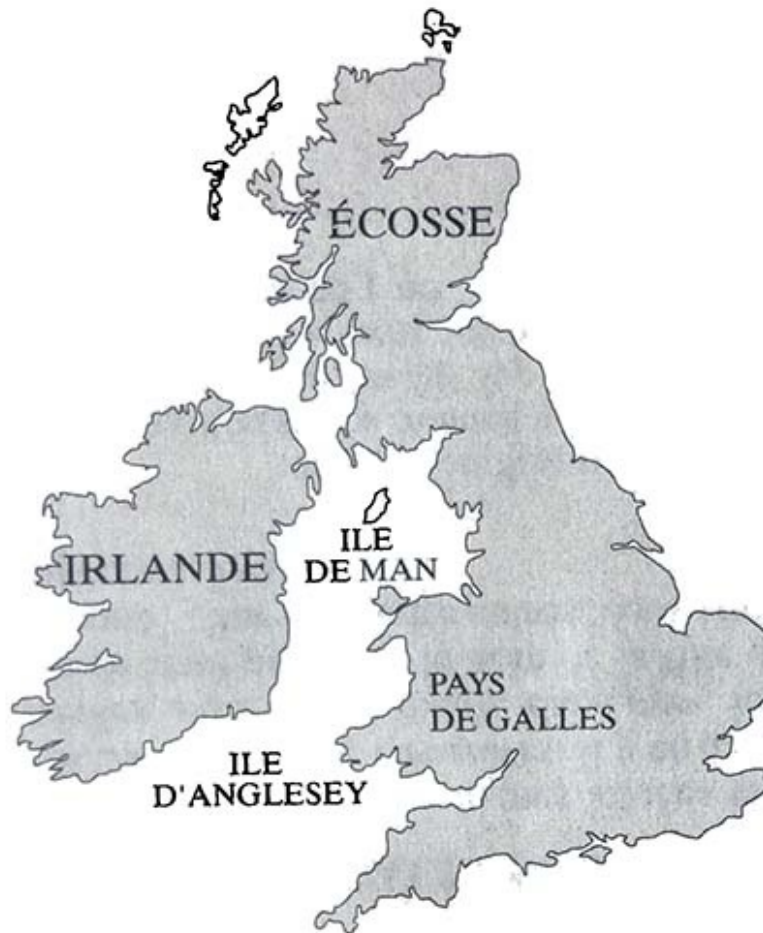 ÉCOSSE
IRLANDE
ILE
DE MAN
PAYS
DE GALLES
ILE
D'ANGLESEY